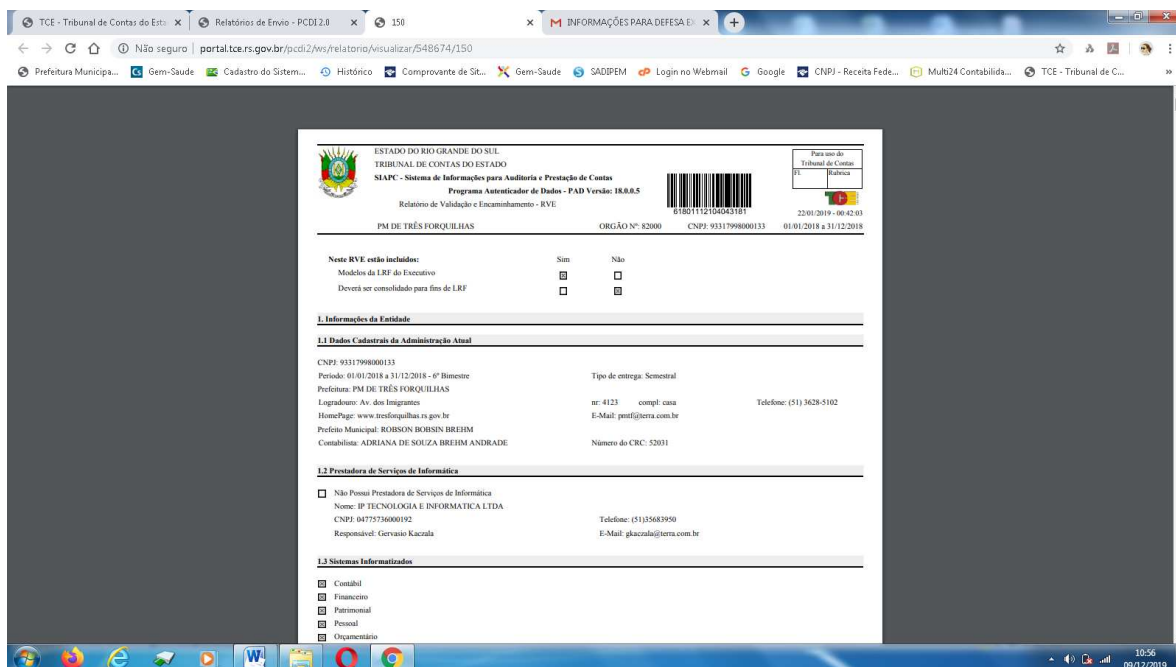 TCE - Tribunal de Contas do Est
Relatórios de Envio - PCDI 2.0
150
INFORMAÇÕES PARA DEFESA E
Não seguro | portal.tce.rs.gov.br/pcdi2/ws/relatorio/visualizar/548674/150
Prefeitura Municipa... Gem-Saude Cadastro do Sistem... Histórico Comprovante de Sit... Gem-Saude SADIPEM Login no Webmail Google CNPJ - Receita Fede... Multi24 Contabilida... TCE - Tribunal de C... »
ESTADO DO RIO GRANDE DO SUL
TRIBUNAL DE CONTAS DO ESTADO
SIAPC - Sistema de Informações para Auditoria e Prestação de Contas
Programa Autenticador de Dados - PAD Versão: 18.0.0.5
Relatório de Validação e Encaminhamento - RVE
61801112104043181
Para uso do
Tribunal de Contas
Fl. Rubrica
22/01/2019 - 00:42:03
PM DE TRÊS FORQUILHAS ORGÃO Nº: 82000 CNPJ: 93317998000133 01/01/2018 a 31/12/2018
Neste RVE estão incluídos: Sim Não
Modelos da LRF do Executivo
Deverá ser consolidado para fins de LRF
1. Informações da Entidade
1.1 Dados Cadastrais da Administração Atual
CNPJ: 93317998000133
Período: 01/01/2018 a 31/12/2018 - 6º Bimestre Tipo de entrega: Semestral
Prefeitura: PM DE TRÊS FORQUILHAS
Logradouro: Av. dos Imigrantes nr: 4123 compl: casa Telefone: (51) 3628-5102
HomePage: www.tresforquilhas.rs.gov.br E-Mail: pmtf@terra.com.br
Prefeito Municipal: ROBSON BOBSIN BREHM
Contabilista: ADRIANA DE SOUZA BREHM ANDRADE Número do CRC: 52031
1.2 Prestadora de Serviços de Informática
Não Possui Prestadora de Serviços de Informática
Nome: IP TECNOLOGIA E INFORMATICA LTDA
CNPJ: 04775736000192 Telefone: (51)35683950
Responsável: Gervasio Kaczala E-Mail: gkaczala@terra.com.br
1.3 Sistemas Informatizados
Contábil
Financeiro
Patrimonial
Pessoal
Orçamentário
10:56
09/12/2019